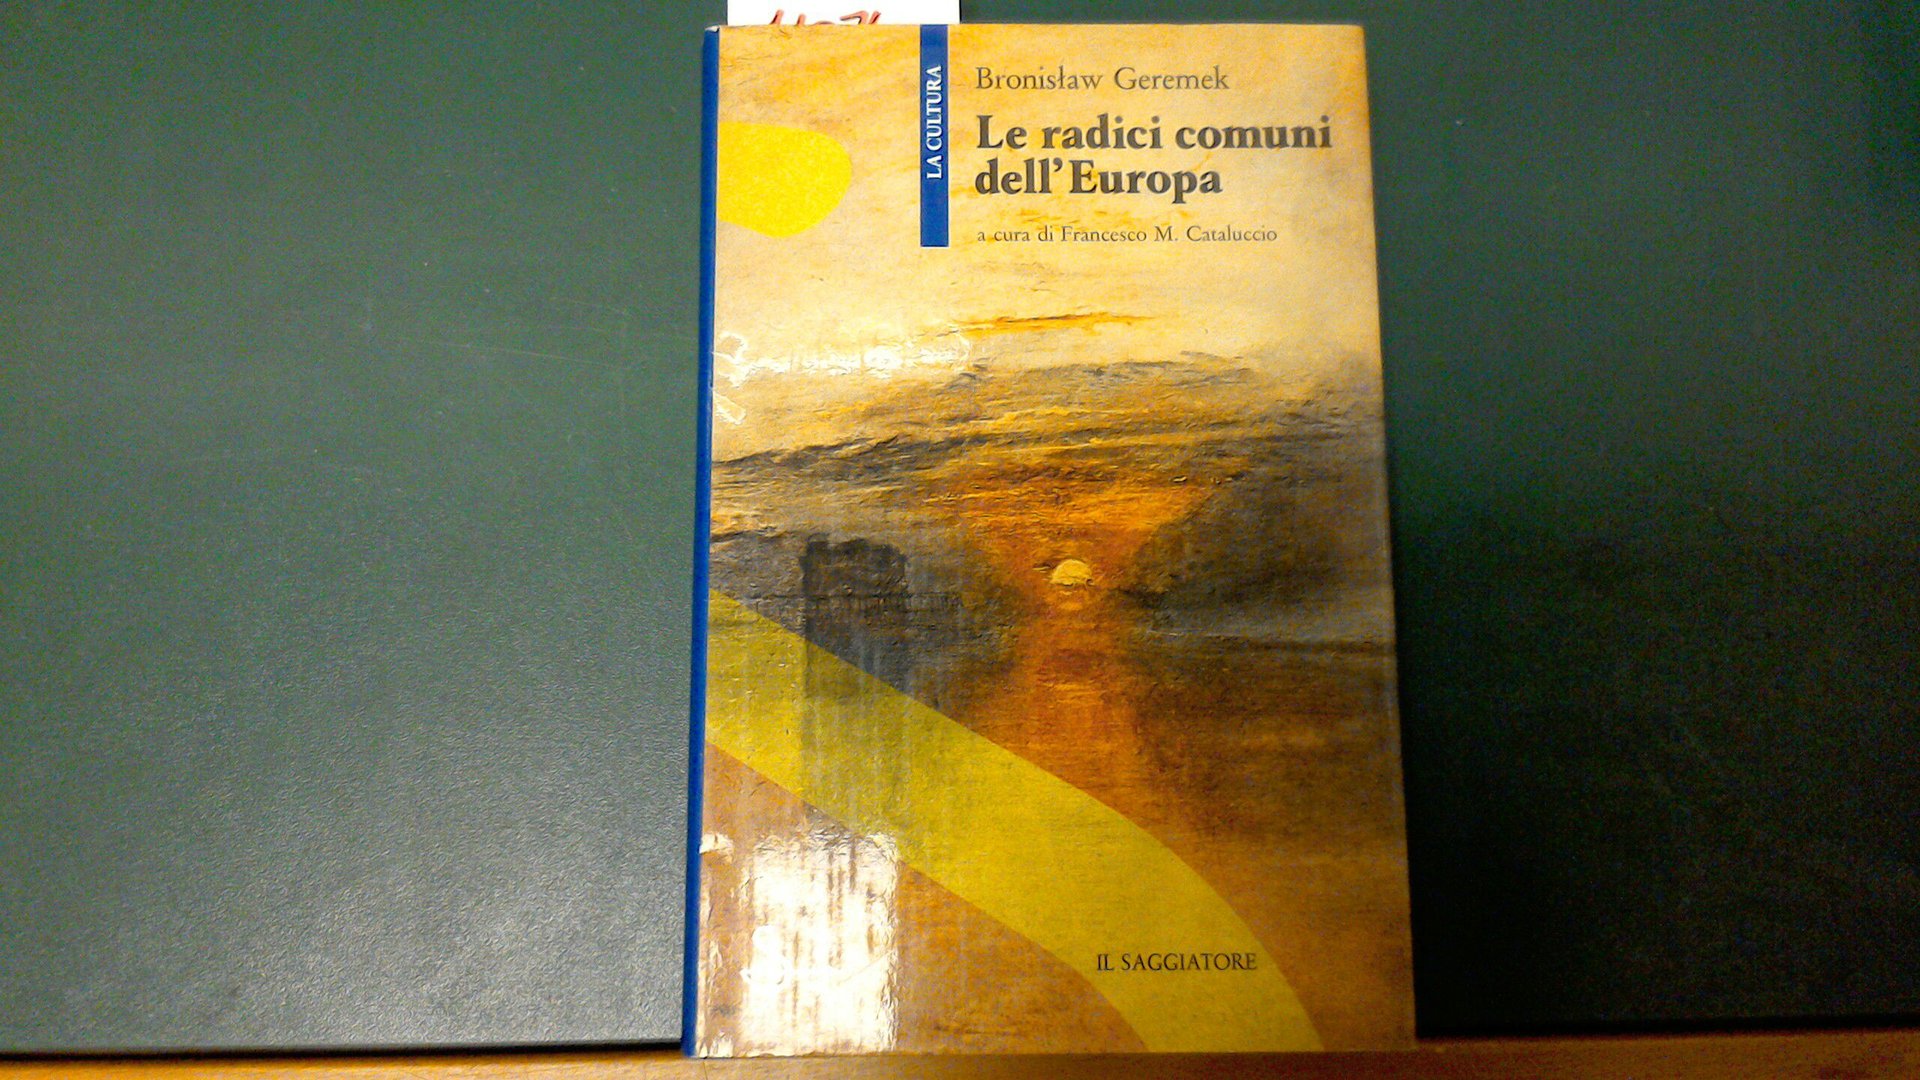 Bronisław Geremek
Le radici comuni
dell'Europa
a cura di Francesco M. Cataluccio
LA CULTURA
IL SAGGIATORE